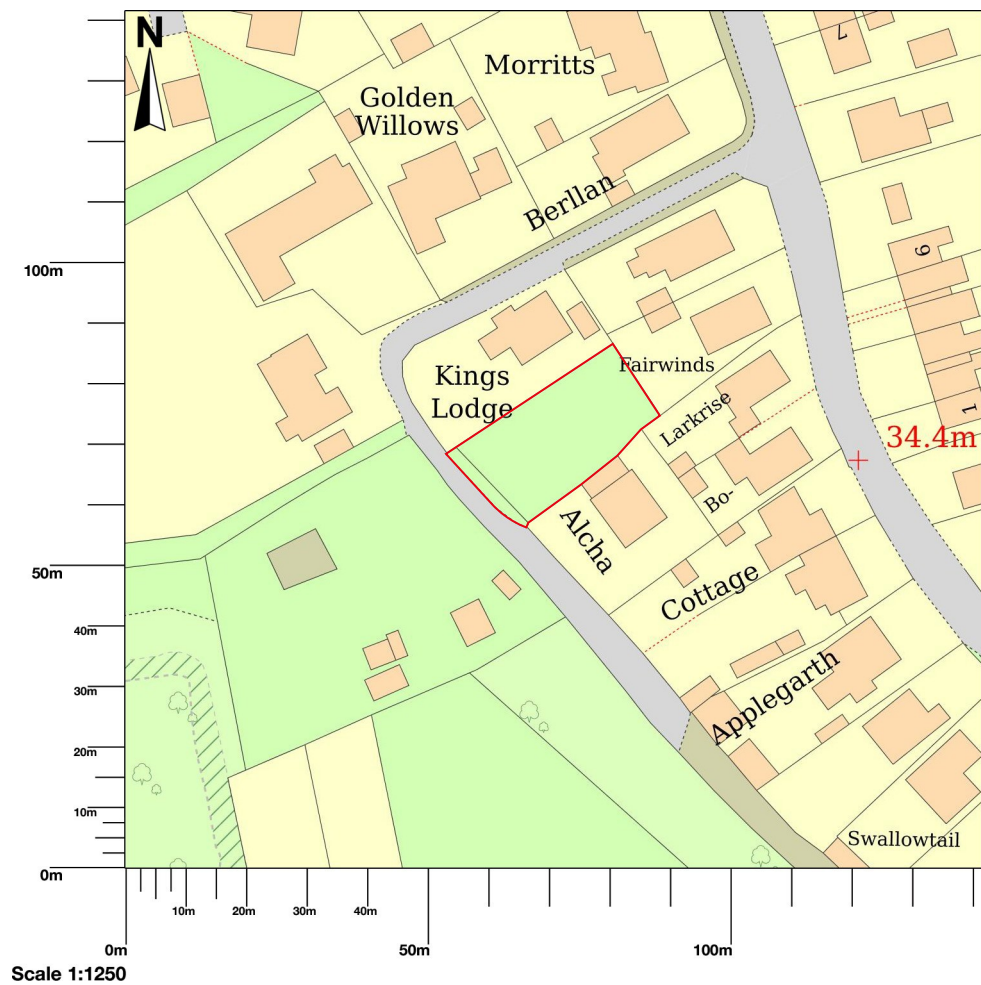 N
7
Morritts
Golden
Willows
Berllan
6
100m
Fairwinds
Kings
Lodge
Larkrise
1
34.4m
Bo-
Alcha
50m
Cottage
40m
30m
Applegarth
20m
10m
Swallowtail
0m
10m 20m 30m 40m
0m 50m 100m
Scale 1:1250